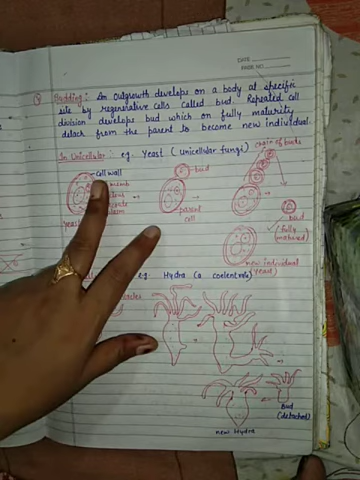 DATE
PAGE NO.
Budding: An outgrowth develops on a body at specific
site by regenerative cells called bud. Repeated cell
division develops bud which on fully maturity,
detach from the parent to become new individual.
In Unicellular: eg. Yeast (unicellular fungi)
chain of buds
cell wall
bud
parent
cell
bud
(fully
matured)
new individual
yeast
eg. Hydra (a coelentrate)
Bud
(detached)
new Hydra